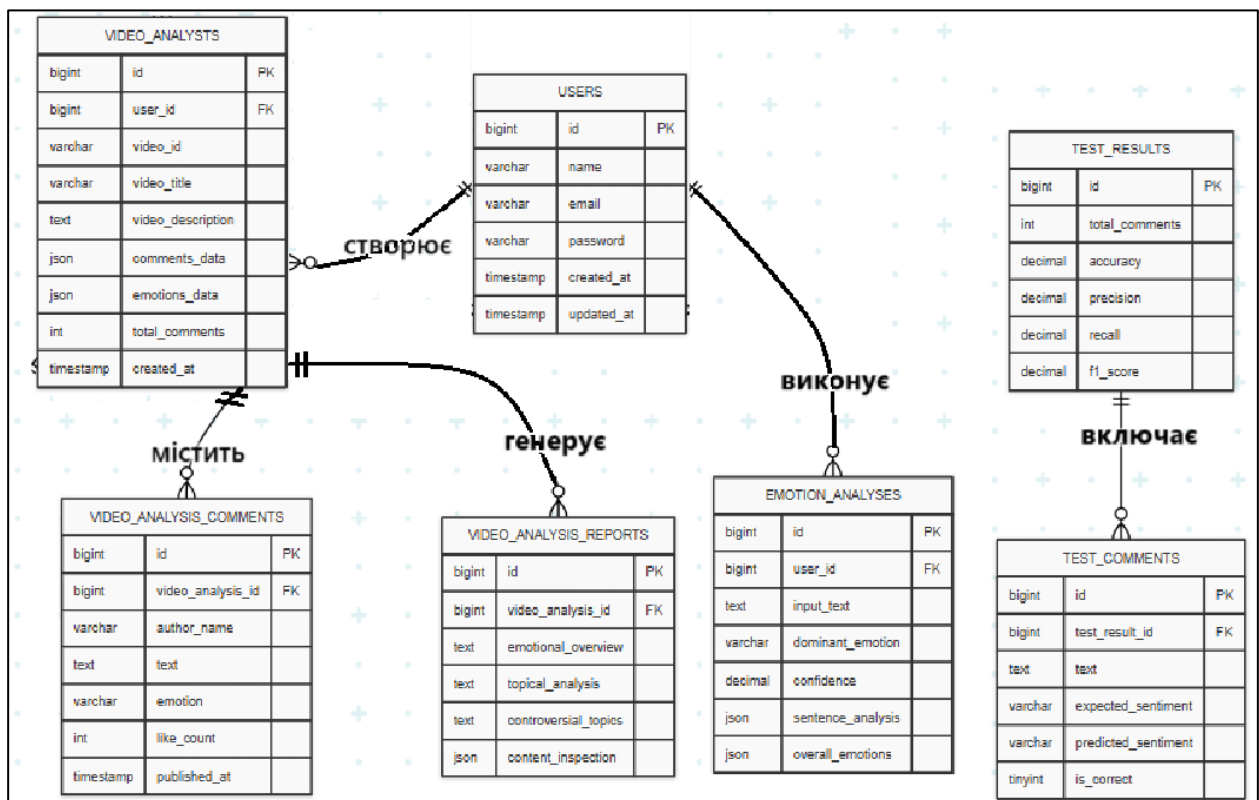 VIDEO_ANALYSTS
bigint id PK
bigint user_id FK
varchar video_id
varchar video_title
text video_description
json comments_data
json emotions_data
int total_comments
timestamp created_at
USERS
bigint id PK
varchar name
varchar email
varchar password
timestamp created_at
timestamp updated_at
TEST_RESULTS
bigint id PK
int total_comments
decimal accuracy
decimal precision
decimal recall
decimal f1_score
створює
виконує
включає
містить
генерує
VIDEO_ANALYSIS_COMMENTS
bigint id PK
bigint video_analysis_id FK
varchar author_name
text text
varchar emotion
int like_count
timestamp published_at
VIDEO_ANALYSIS_REPORTS
bigint id PK
bigint video_analysis_id FK
text emotional_overview
text topical_analysis
text controversial_topics
json content_inspection
EMOTION_ANALYSES
bigint id PK
bigint user_id FK
text input_text
varchar dominant_emotion
decimal confidence
json sentence_analysis
json overall_emotions
TEST_COMMENTS
bigint id PK
bigint test_result_id FK
text text
varchar expected_sentiment
varchar predicted_sentiment
tinyint is_correct